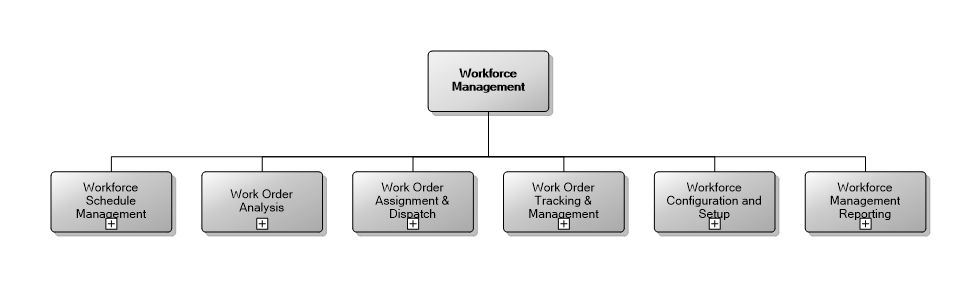 Workforce
Management
Workforce
Schedule
Management
Work Order
Analysis
Work Order
Assignment &
Dispatch
Work Order
Tracking &
Management
Workforce
Configuration and
Setup
Workforce
Management
Reporting